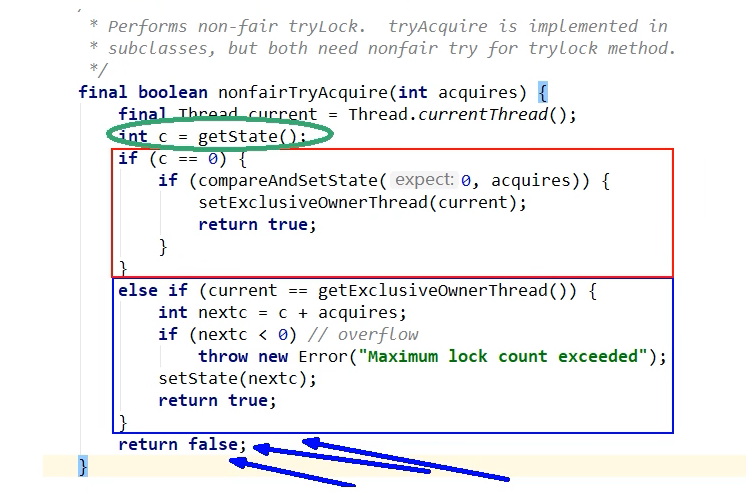 * Performs non-fair tryLock.  tryAcquire is implemented in
* subclasses, but both need nonfair try for trylock method.
*/
final boolean nonfairTryAcquire(int acquires) {
final Thread current = Thread.currentThread();
int c = getState();
if (c == 0) {
if (compareAndSetState( expect: 0, acquires)) {
setExclusiveOwnerThread(current);
return true;
}
}
else if (current == getExclusiveOwnerThread()) {
int nextc = c + acquires;
if (nextc < 0) // overflow
throw new Error("Maximum lock count exceeded");
setState(nextc);
return true;
}
return false;
}